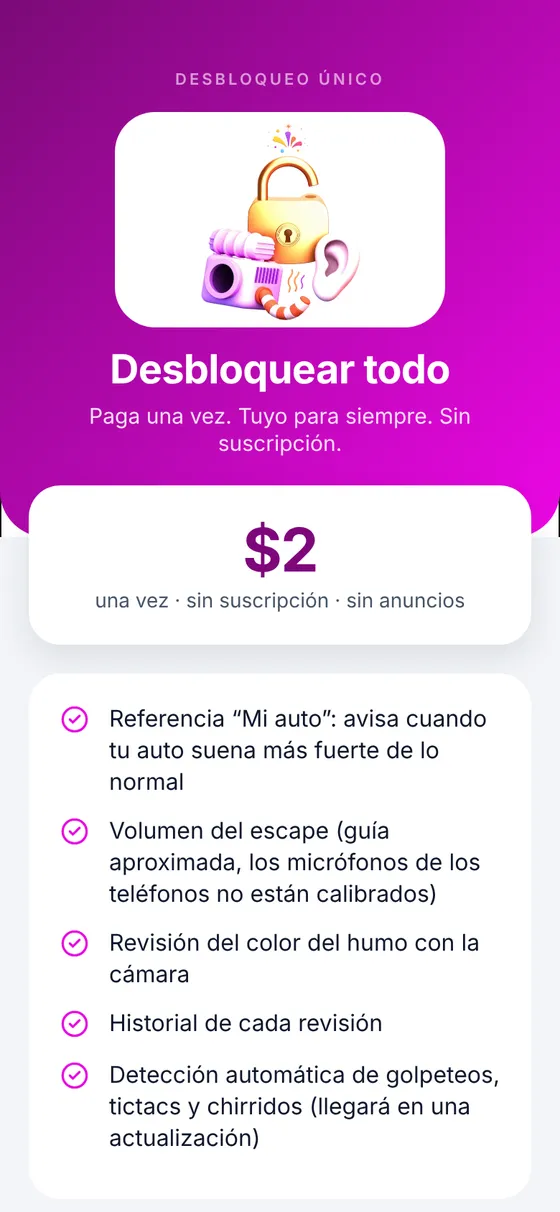 DESBLOQUEO ÚNICO
Desbloquear todo
Paga una vez. Tuyo para siempre. Sin
suscripción.
$2
una vez · sin suscripción · sin anuncios
Referencia “Mi auto”: avisa cuando
tu auto suena más fuerte de lo
normal
Volumen del escape (guía
aproximada, los micrófonos de los
teléfonos no están calibrados)
Revisión del color del humo con la
cámara
Historial de cada revisión
Detección automática de golpeteos,
tictacs y chirridos (llegará en una
actualización)